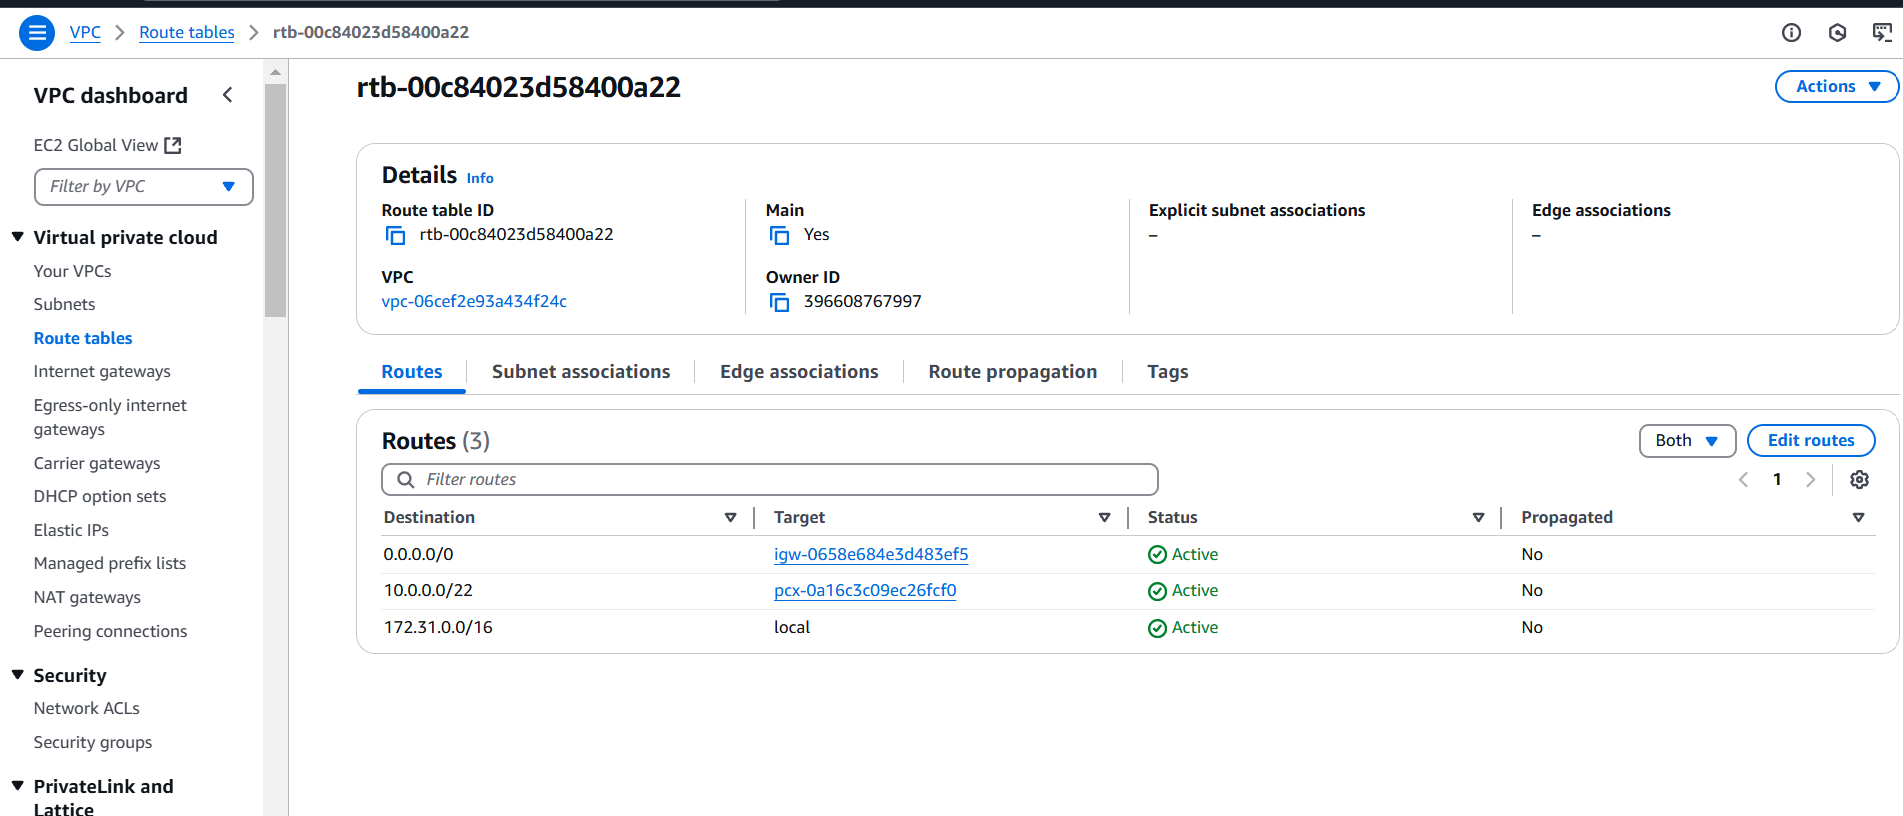 VPC > Route tables > rtb-00c84023d58400a22
VPC dashboard
EC2 Global View
Filter by VPC
Virtual private cloud
Your VPCs
Subnets
Route tables
Internet gateways
Egress-only internet
gateways
Carrier gateways
DHCP option sets
Elastic IPs
Managed prefix lists
NAT gateways
Peering connections
Security
Network ACLs
Security groups
PrivateLink and
Lattice
rtb-00c84023d58400a22
Actions
Details Info
Route table ID
rtb-00c84023d58400a22
VPC
vpc-06cef2e93a434f24c
Main
Yes
Owner ID
396608767997
Explicit subnet associations
–
Edge associations
–
Routes Subnet associations Edge associations Route propagation Tags
Routes (3)
Both Edit routes
Filter routes
1
Destination Target Status Propagated
0.0.0.0/0 igw-0658e684e3d483ef5 Active No
10.0.0.0/22 pcx-0a16c3c09ec26fcf0 Active No
172.31.0.0/16 local Active No